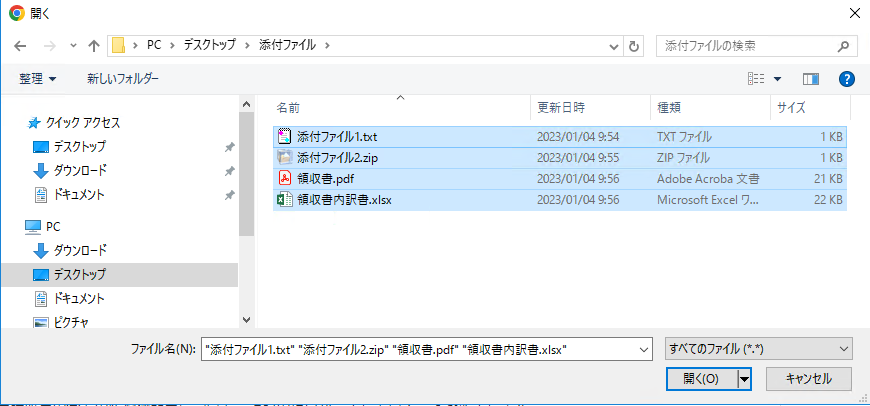 開く
PC デスクトップ 添付ファイル
添付ファイルの検索
整理 新しいフォルダー
名前 更新日時 種類 サイズ
クイック アクセス
デスクトップ
ダウンロード
ドキュメント
PC
ダウンロード
デスクトップ
ドキュメント
ピクチャ
添付ファイル1.txt 2023/01/04 9:54 TXT ファイル 1 KB
添付ファイル2.zip 2023/01/04 9:55 ZIP ファイル 1 KB
領収書.pdf 2023/01/04 9:56 Adobe Acroba 文書 21 KB
領収書内訳書.xlsx 2023/01/04 9:56 Microsoft Excel ワ... 22 KB
ファイル名(N): "添付ファイル1.txt" "添付ファイル2.zip" "領収書.pdf" "領収書内訳書.xlsx"
すべてのファイル (*.*)
開く(O) キャンセル